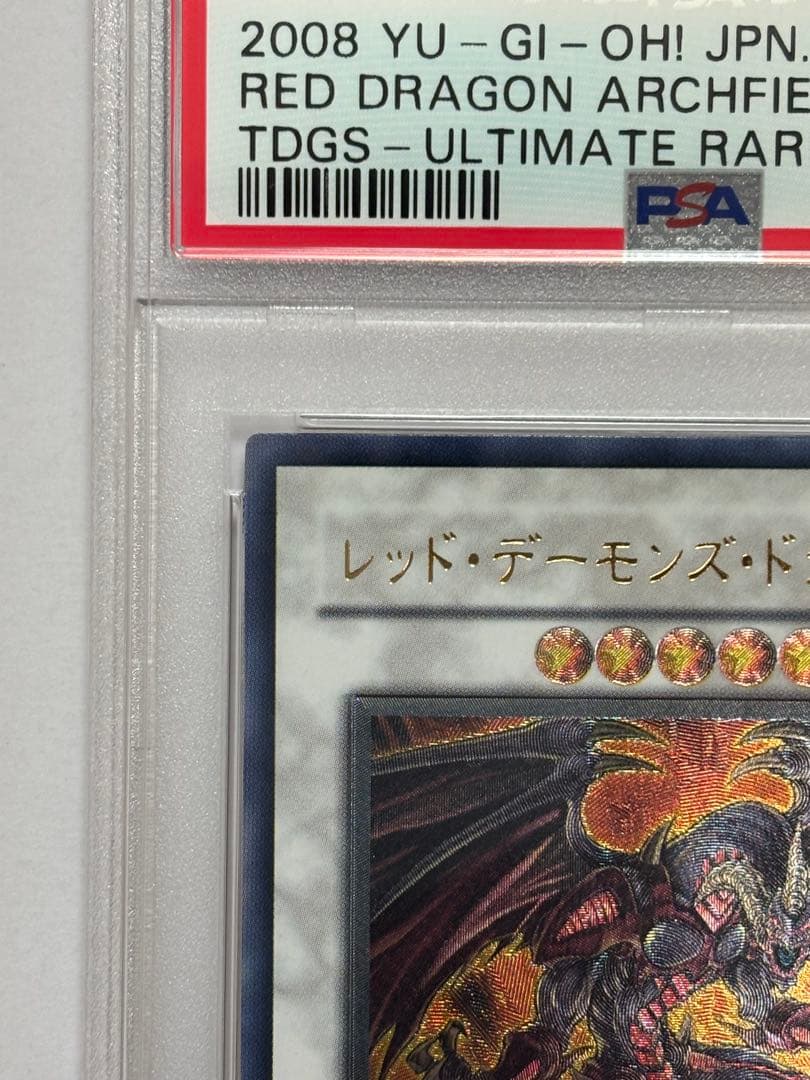 2008 YU-GI-OH! JPN.
RED DRAGON ARCHFIE
TDGS-ULTIMATE RAR
PSA
レッド・デーモンズ・ド